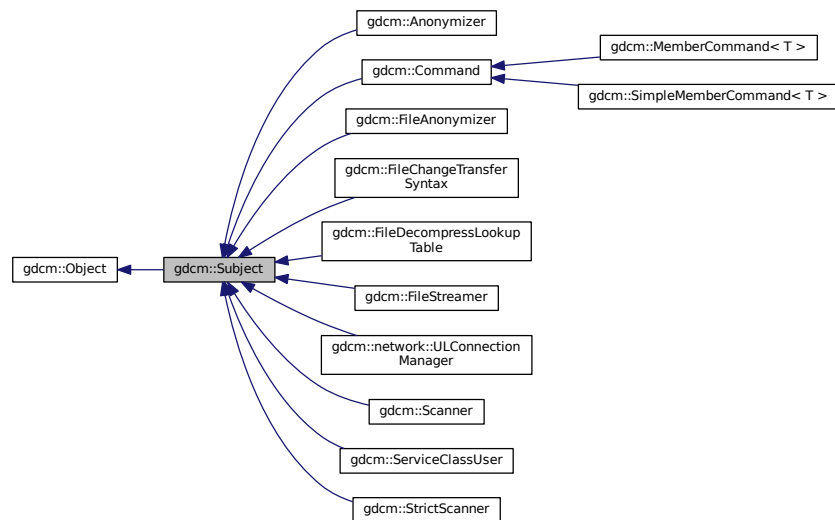 gdcm::Anonymizer
gdcm::MemberCommand< T >
gdcm::Command
gdcm::SimpleMemberCommand< T >
gdcm::FileAnonymizer
gdcm::FileChangeTransfer
Syntax
gdcm::FileDecompressLookup
Table
gdcm::Object
gdcm::Subject
gdcm::FileStreamer
gdcm::network::ULConnection
Manager
gdcm::Scanner
gdcm::ServiceClassUser
gdcm::StrictScanner